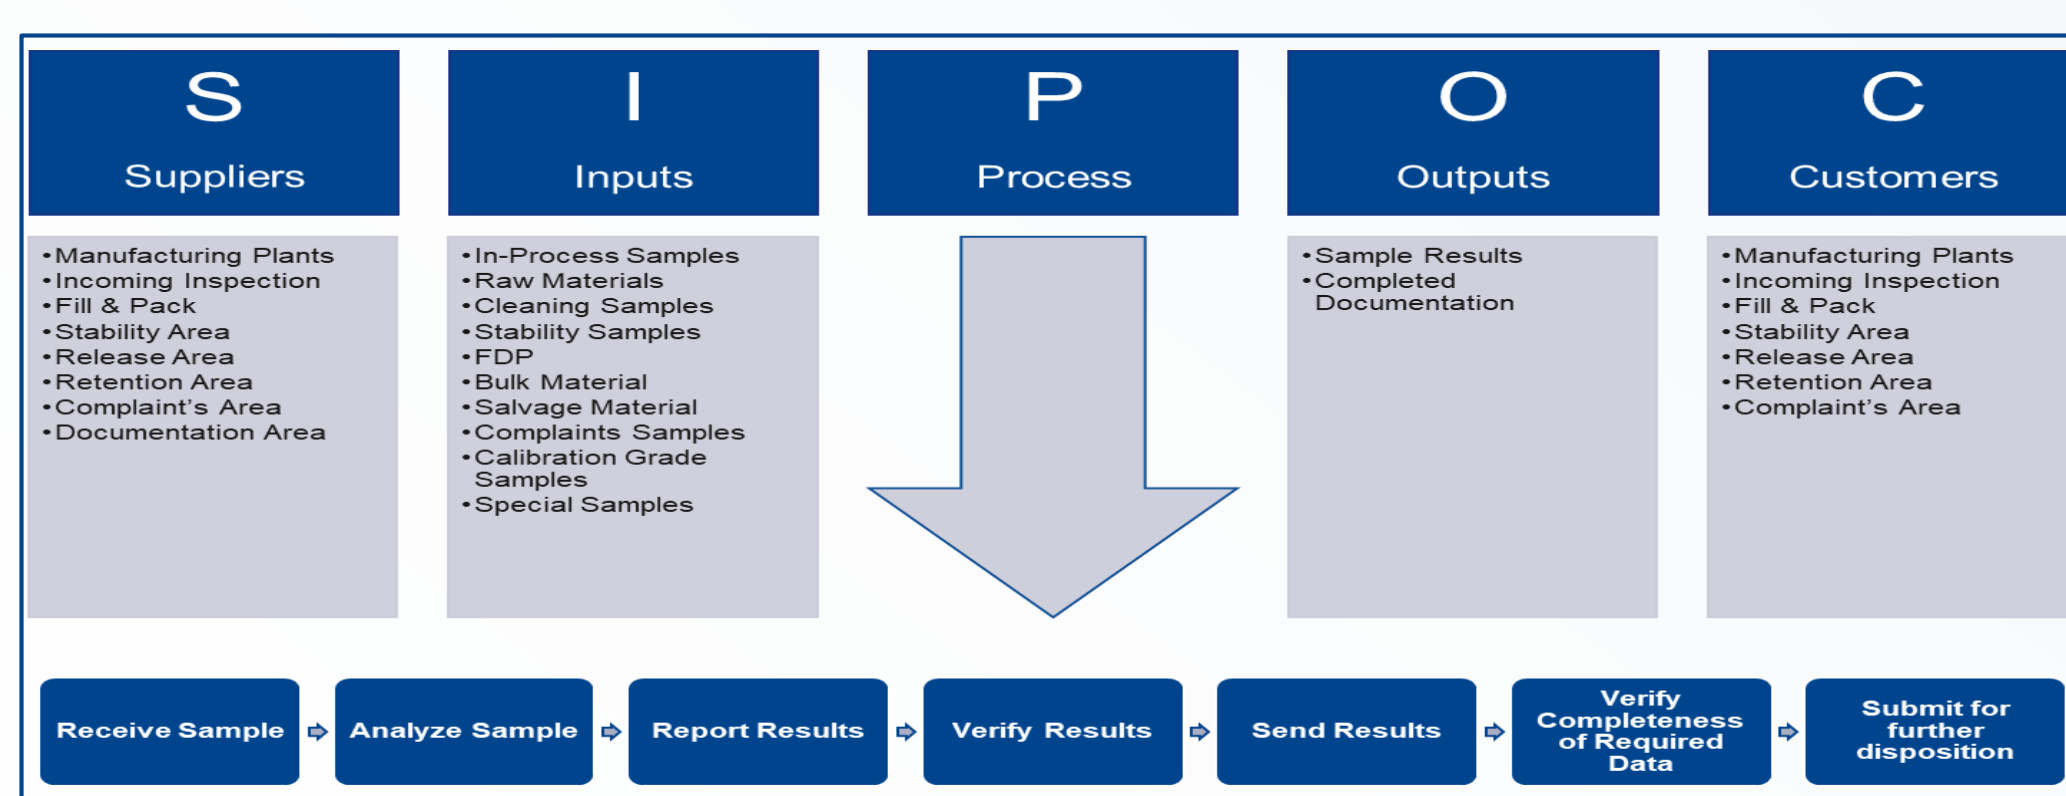 S
Suppliers
•Manufacturing Plants
•Incoming Inspection
•Fill & Pack
•Stability Area
•Release Area
•Retention Area
•Complaint's Area
•Documentation Area
I
Inputs
•In-Process Samples
•Raw Materials
•Cleaning Samples
•Stability Samples
•FDP
•Bulk Material
•Salvage Material
•Complaints Samples
•Calibration Grade
Samples
•Special Samples
P
Process
O
Outputs
•Sample Results
•Completed
Documentation
C
Customers
•Manufacturing Plants
•Incoming Inspection
•Fill & Pack
•Stability Area
•Release Area
•Retention Area
•Complaint's Area
Receive Sample
Analyze Sample
Report Results
Verify Results
Send Results
Verify
Completeness
of Required
Data
Submit for
further
disposition